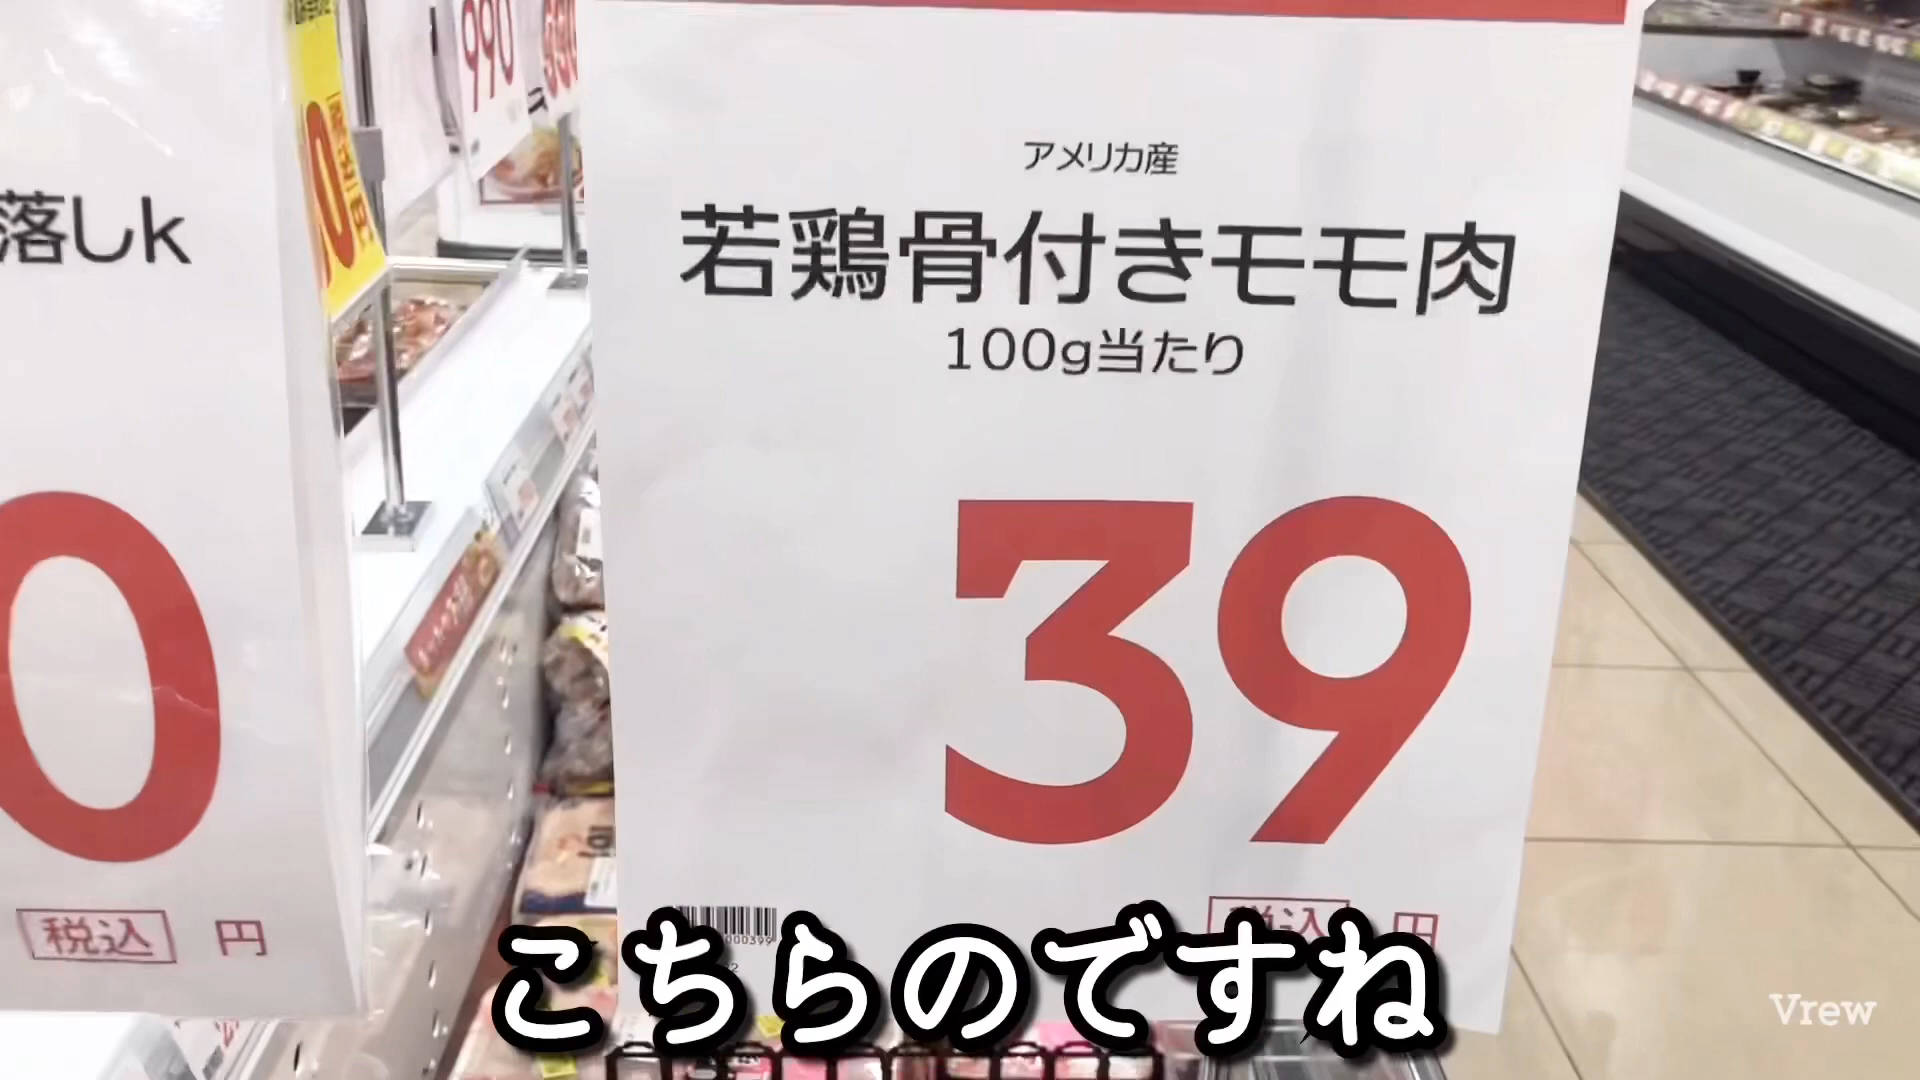 990
落しk
0
税込 円
アメリカ産
若鶏骨付きモモ肉
100g当たり
39
税込 円
こちらのですね
Vrew